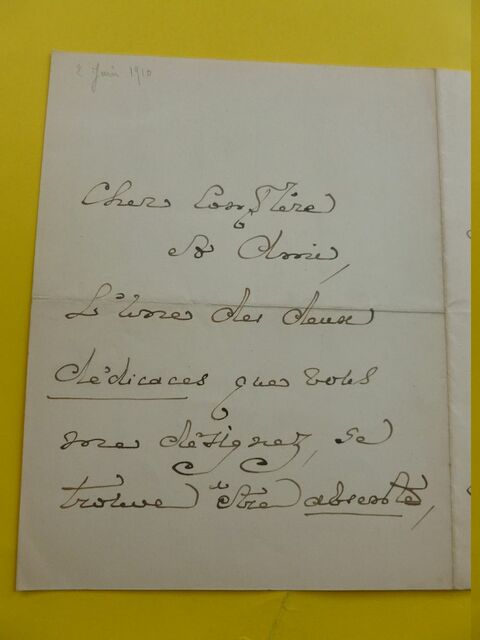 2 Juin 1910
Cher Confrère
et Ami,
L'une des deux
dédicaces que vous
me désignez, se
trouve être absente,